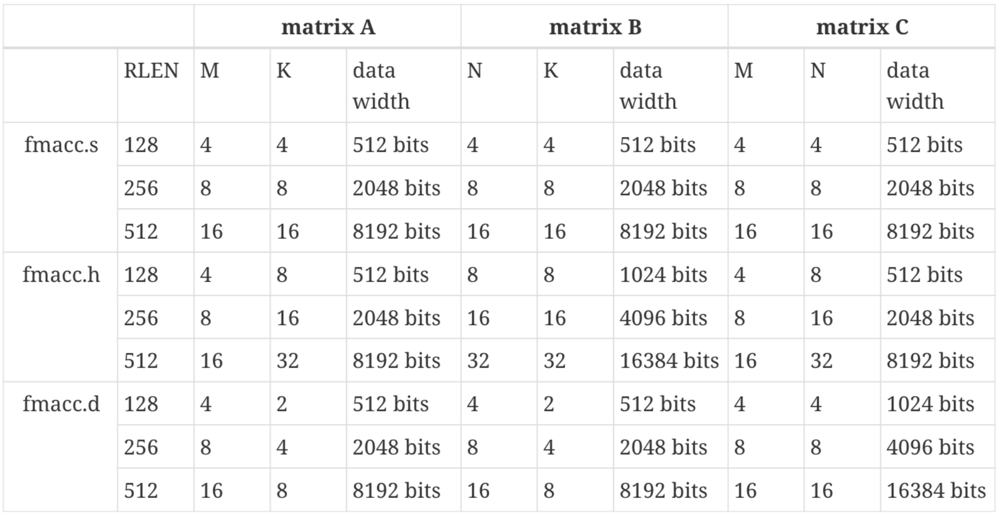 matrix A matrix B matrix C
RLEN M K data width N K data width M N data width
fmacc.s 128 4 4 512 bits 4 4 512 bits 4 4 512 bits
256 8 8 2048 bits 8 8 2048 bits 8 8 2048 bits
512 16 16 8192 bits 16 16 8192 bits 16 16 8192 bits
fmacc.h 128 4 8 512 bits 8 8 1024 bits 4 8 512 bits
256 8 16 2048 bits 16 16 4096 bits 8 16 2048 bits
512 16 32 8192 bits 32 32 16384 bits 16 32 8192 bits
fmacc.d 128 4 2 512 bits 4 2 512 bits 4 4 1024 bits
256 8 4 2048 bits 8 4 2048 bits 8 8 4096 bits
512 16 8 8192 bits 16 8 8192 bits 16 16 16384 bits